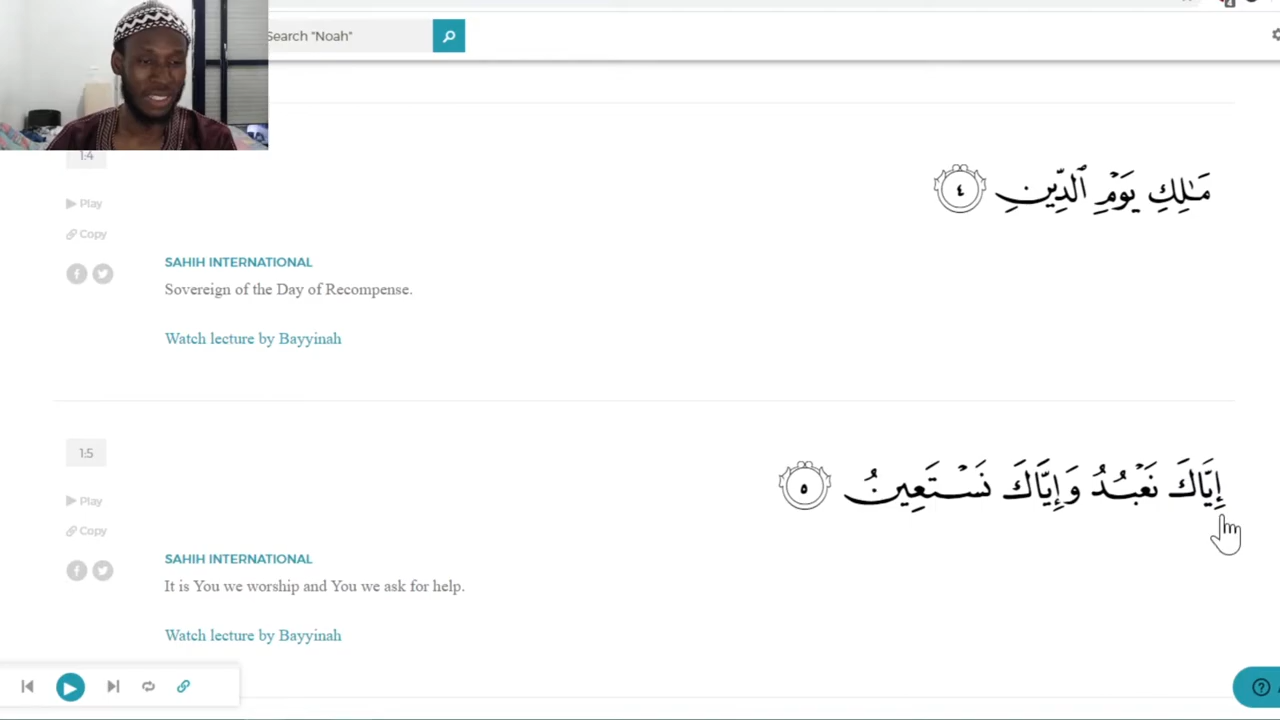 Search "Noah"
1:4
مَـٰلِكِ يَوْمِ ٱلدِّينِ ٤
Play
Copy
SAHIH INTERNATIONAL
Sovereign of the Day of Recompense.
Watch lecture by Bayyinah
1:5
إِيَّاكَ نَعْبُدُ وَإِيَّاكَ نَسْتَعِينُ ٥
Play
Copy
SAHIH INTERNATIONAL
It is You we worship and You we ask for help.
Watch lecture by Bayyinah